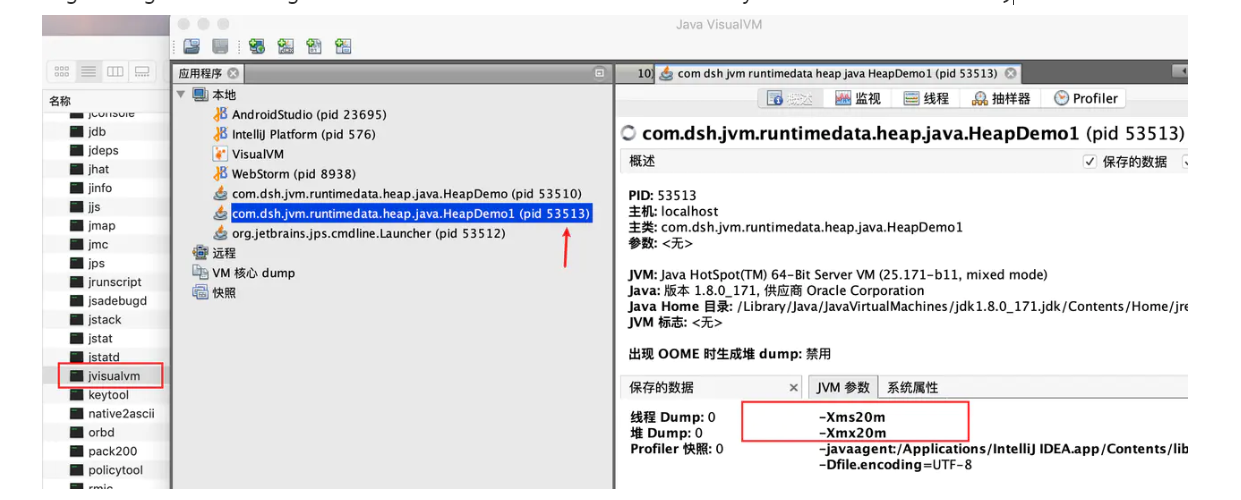 Java VisualVM
名称
jconsole
jdb
jdeps
jhat
jinfo
jjs
jmap
jmc
jps
jrunscript
jsadebugd
jstack
jstat
jstatd
jvisualvm
keytool
native2ascii
orbd
pack200
policytool
rmic
应用程序
本地
AndroidStudio (pid 23695)
IntelliJ Platform (pid 576)
VisualVM
WebStorm (pid 8938)
com.dsh.jvm.runtimedata.heap.java.HeapDemo (pid 53510)
com.dsh.jvm.runtimedata.heap.java.HeapDemo1 (pid 53513)
org.jetbrains.jps.cmdline.Launcher (pid 53512)
远程
VM 核心 dump
快照
10) com dsh jvm runtimedata heap java HeapDemo1 (pid 53513)
监视 线程 抽样器 Profiler
com.dsh.jvm.runtimedata.heap.java.HeapDemo1 (pid 53513)
概述 保存的数据
PID: 53513
主机: localhost
主类: com.dsh.jvm.runtimedata.heap.java.HeapDemo1
参数: <无>
JVM: Java HotSpot(TM) 64-Bit Server VM (25.171-b11, mixed mode)
Java: 版本 1.8.0_171, 供应商 Oracle Corporation
Java Home 目录: /Library/Java/JavaVirtualMachines/jdk1.8.0_171.jdk/Contents/Home/jre
JVM 标志: <无>
出现 OOME 时生成堆 dump: 禁用
保存的数据 JVM 参数 系统属性
线程 Dump: 0
堆 Dump: 0
Profiler 快照: 0
-Xms20m
-Xmx20m
-javaagent:/Applications/IntelliJ IDEA.app/Contents/lib
-Dfile.encoding=UTF-8